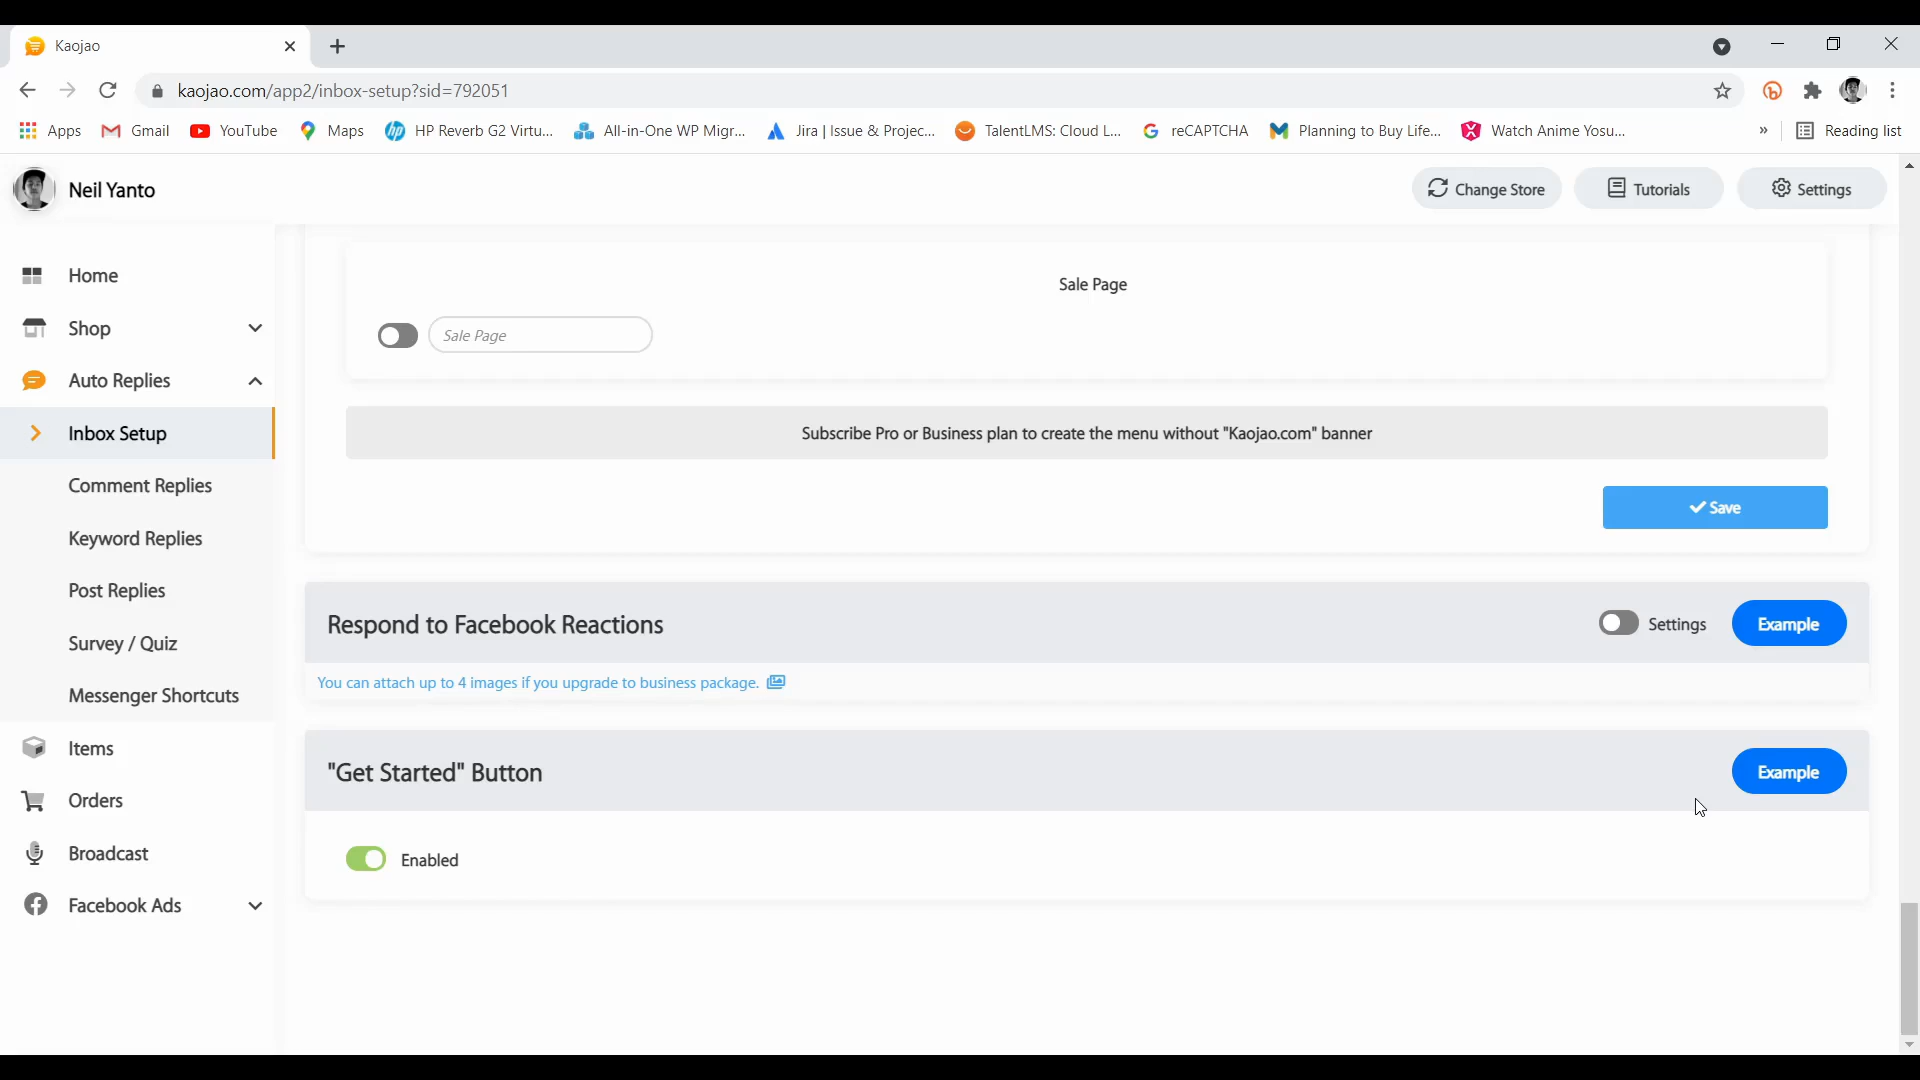 Kaojao
kaojao.com/app2/inbox-setup?sid=792051
Apps Gmail YouTube Maps HP Reverb G2 Virtu... All-in-One WP Migr... Jira | Issue & Projec... TalentLMS: Cloud L... reCAPTCHA Planning to Buy Life... Watch Anime Yosu... » Reading list
Neil Yanto
Change Store
Tutorials
Settings
Home
Shop
Auto Replies
Inbox Setup
Comment Replies
Keyword Replies
Post Replies
Survey / Quiz
Messenger Shortcuts
Items
Orders
Broadcast
Facebook Ads
Sale Page
Sale Page
Subscribe Pro or Business plan to create the menu without "Kaojao.com" banner
Save
Respond to Facebook Reactions
Settings
Example
You can attach up to 4 images if you upgrade to business package.
"Get Started" Button
Example
Enabled